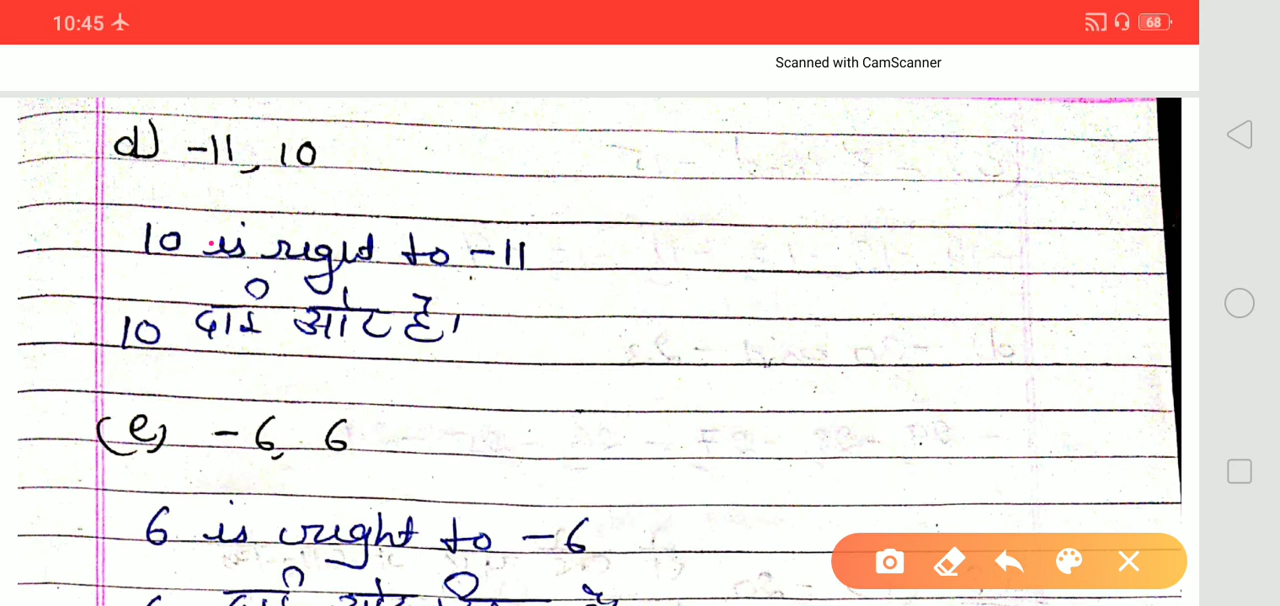 10:45
68
Scanned with CamScanner
d) -11, 10
10 is right to -11
10 दाई ओर है।
(e) -6, 6
6 is right to -6